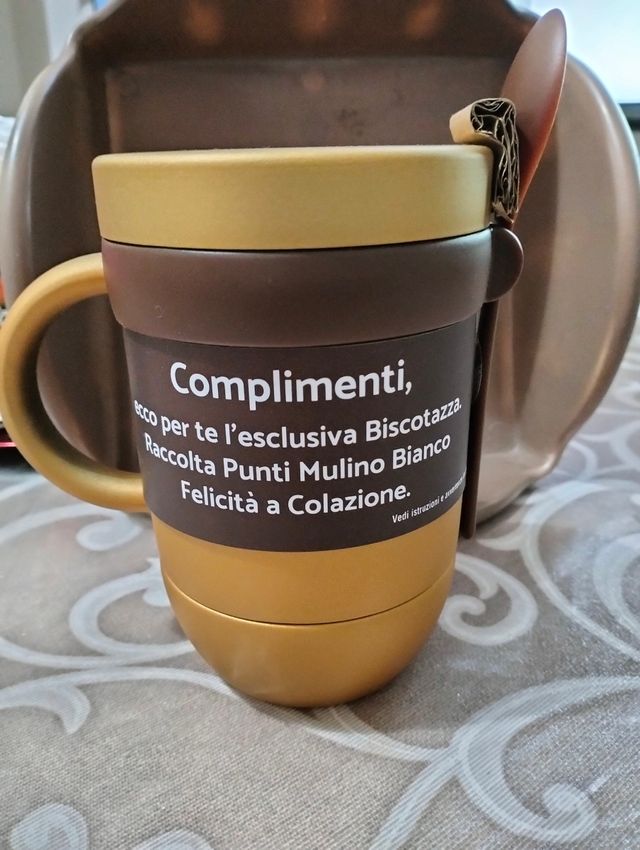 Complimenti,
ecco per te l'esclusiva Biscotazza.
Raccolta Punti Mulino Bianco
Felicità a Colazione.
Vedi istruzioni e